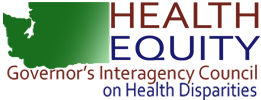 HEALTH
EQUITY
Governor's Interagency Council
on Health Disparities